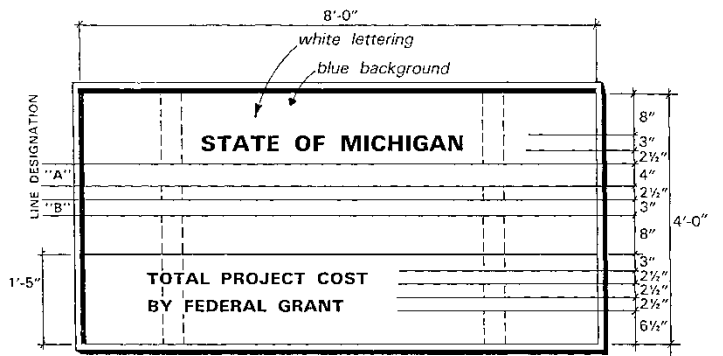 8'-0"
white lettering
blue background
LINE DESIGNATION
STATE OF MICHIGAN
"A"
"B"
8"
3"
2½"
4"
2½"
3"
8"
3"
2½"
2½"
2½"
6½"
4'-0"
1'-5"
TOTAL PROJECT COST
BY FEDERAL GRANT